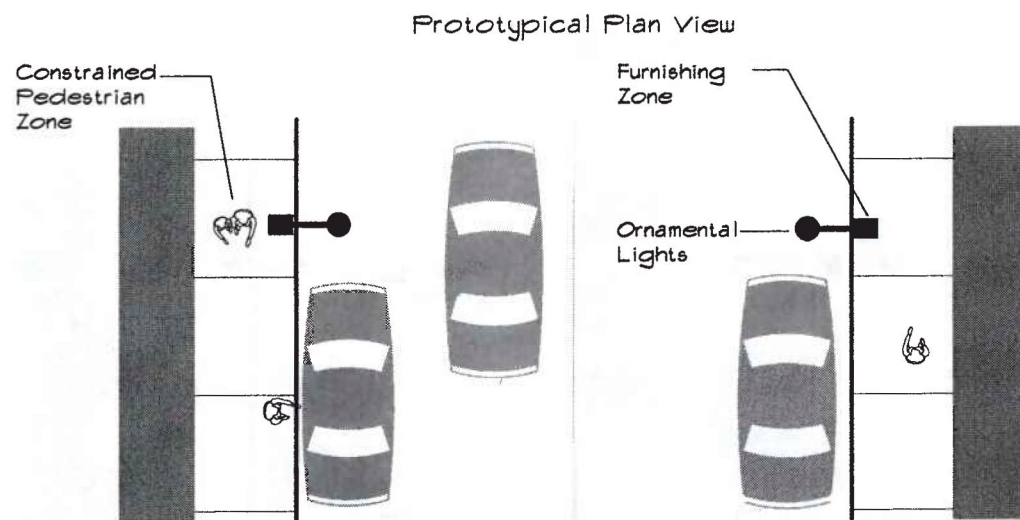 Prototypical Plan View
Constrained
Pedestrian
Zone
Furnishing
Zone
Ornamental
Lights